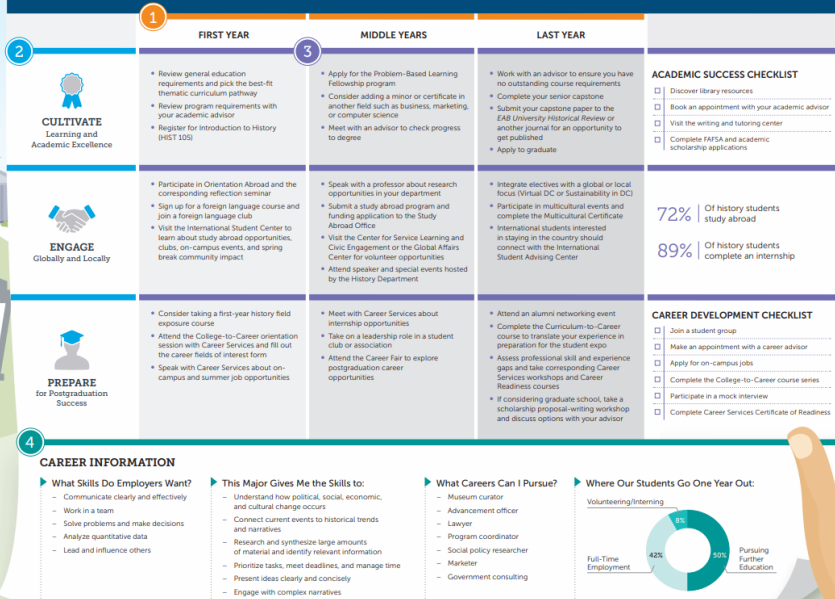 1
FIRST YEAR
MIDDLE YEARS
LAST YEAR
2
3
CULTIVATE
Learning and
Academic Excellence
• Review general education
requirements and pick the best-fit
thematic curriculum pathway
• Review program requirements with
your academic advisor
• Register for Introduction to History
(HIST 105)
• Apply for the Problem-Based Learning
Fellowship program
• Consider adding a minor or certificate in
another field such as business, marketing,
or computer science
• Meet with an advisor to check progress
to degree
• Work with an advisor to ensure you have
no outstanding course requirements
• Complete your senior capstone
• Submit your capstone paper to the
EAB University Historical Review or
another journal for an opportunity to
get published
• Apply to graduate
ACADEMIC SUCCESS CHECKLIST
Discover library resources
Book an appointment with your academic advisor
Visit the writing and tutoring center
Complete FAFSA and academic
scholarship applications
ENGAGE
Globally and Locally
• Participate in Orientation Abroad and the
corresponding reflection seminar
• Sign up for a foreign language course and
join a foreign language club
• Visit the International Student Center to
learn about study abroad opportunities,
clubs, on-campus events, and spring
break community impact
• Speak with a professor about research
opportunities in your department
• Submit a study abroad program and
funding application to the Study
Abroad Office
• Visit the Center for Service Learning and
Civic Engagement or the Global Affairs
Center for volunteer opportunities
• Attend speaker and special events hosted
by the History Department
• Integrate electives with a global or local
focus (Virtual DC or Sustainability in DC)
• Participate in multicultural events and
complete the Multicultural Certificate
• International students interested
in staying in the country should
connect with the International
Student Advising Center
72% Of history students
study abroad
89% Of history students
complete an internship
PREPARE
for Postgraduation
Success
• Consider taking a first-year history field
exposure course
• Attend the College-to-Career orientation
session with Career Services and fill out
the career fields of interest form
• Speak with Career Services about on-
campus and summer job opportunities
• Meet with Career Services about
internship opportunities
• Take on a leadership role in a student
club or association
• Attend the Career Fair to explore
postgraduation career
opportunities
• Attend an alumni networking event
• Complete the Curriculum-to-Career
course to translate your experience in
preparation for the student expo
• Assess professional skill and experience
gaps and take corresponding Career
Services workshops and Career
Readiness courses
• If considering graduate school, take a
scholarship proposal-writing workshop
and discuss options with your advisor
CAREER DEVELOPMENT CHECKLIST
Join a student group
Make an appointment with a career advisor
Apply for on-campus jobs
Complete the College-to-Career course series
Participate in a mock interview
Complete Career Services Certificate of Readiness
4
CAREER INFORMATION
What Skills Do Employers Want?
– Communicate clearly and effectively
– Work in a team
– Solve problems and make decisions
– Analyze quantitative data
– Lead and influence others
This Major Gives Me the Skills to:
– Understand how political, social, economic,
and cultural change occurs
– Connect current events to historical trends
and narratives
– Research and synthesize large amounts
of material and identify relevant information
– Prioritize tasks, meet deadlines, and manage time
– Present ideas clearly and concisely
– Engage with complex narratives
What Careers Can I Pursue?
– Museum curator
– Advancement officer
– Lawyer
– Program coordinator
– Social policy researcher
– Marketer
– Government consulting
Where Our Students Go One Year Out:
Volunteering/Interning
8%
Full-Time
Employment
42%
50%
Pursuing
Further
Education